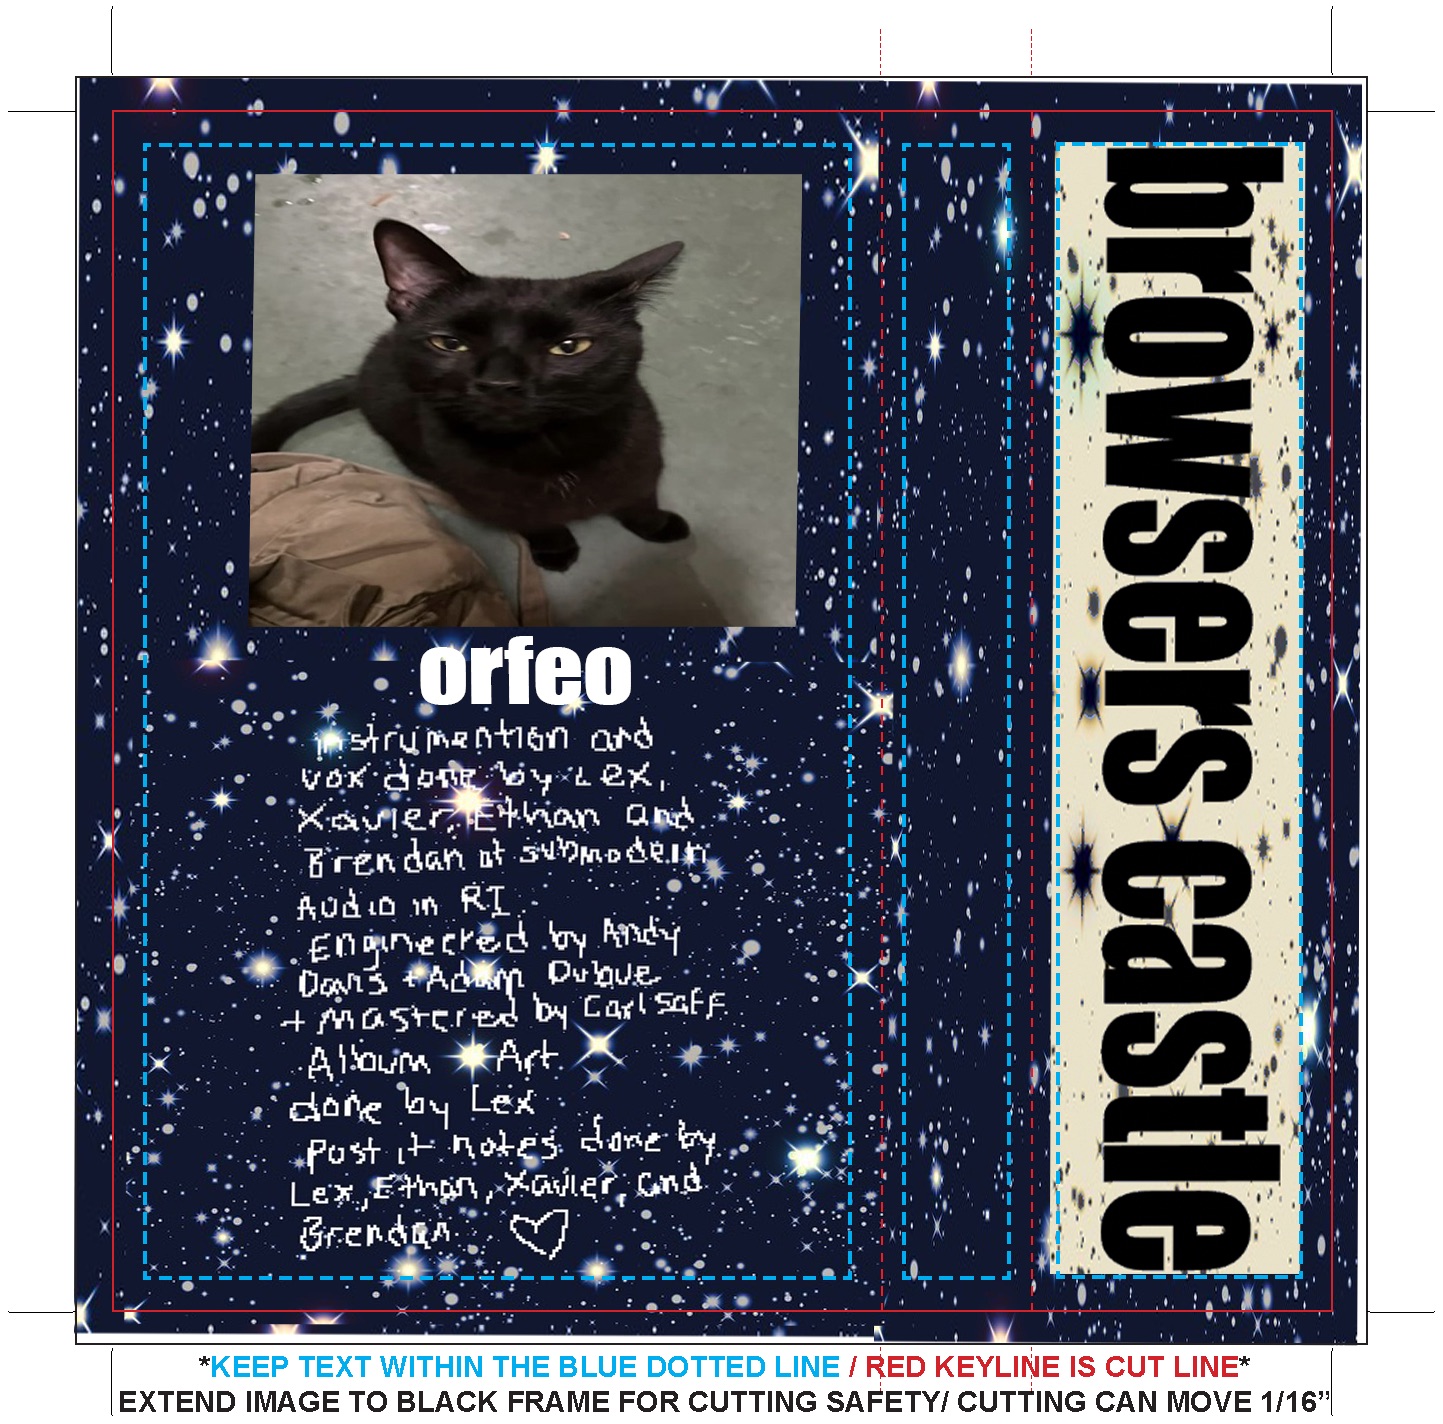 orfeo
instrumention and
vox done by Lex,
Xavier, Ethan and
Brendan at submodern
Audio in RI
Engineered by Andy
Davis + Adam Dubue
+ Mastered by Carl Saff
Album Art
done by Lex
Post it notes done by
Lex, Ethan, Xavier, and
Brendan
browsers castle
*KEEP TEXT WITHIN THE BLUE DOTTED LINE / RED KEYLINE IS CUT LINE*
EXTEND IMAGE TO BLACK FRAME FOR CUTTING SAFETY/ CUTTING CAN MOVE 1/16”